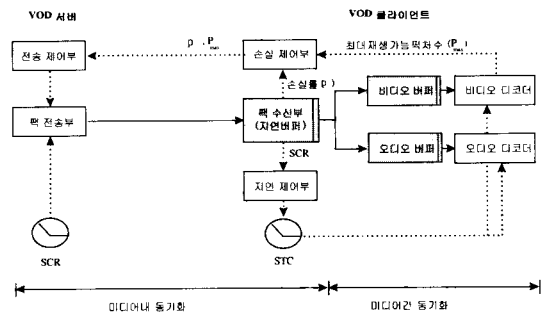 VOD 서버
VOD 클라이언트
전송 제어부
ρ , P_max
손실 제어부
최대재생가능픽처수 (P_max)
손실률 ρ )
팩 전송부
팩 수신부
(지연버퍼)
비디오 버퍼
비디오 디코더
오디오 버퍼
오디오 디코더
SCR
지연 제어부
SCR
STC
미디어내 동기화
미디어간 동기화